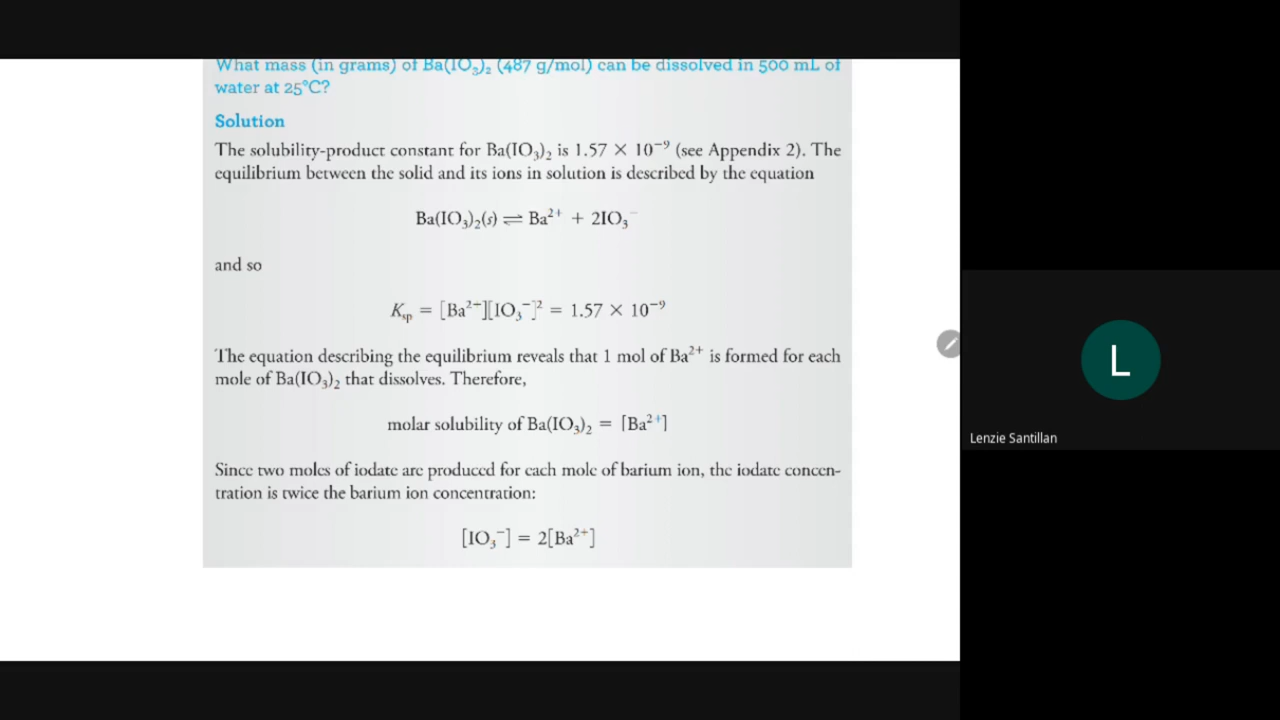 What mass (in grams) of Ba(IO₃)₂ (487 g/mol) can be dissolved in 500 mL of
water at 25°C?
Solution
The solubility-product constant for Ba(IO₃)₂ is 1.57 × 10⁻⁹ (see Appendix 2). The
equilibrium between the solid and its ions in solution is described by the equation
Ba(IO₃)₂(s) ⇌ Ba²⁺ + 2IO₃⁻
and so
Ksp = [Ba²⁺][IO₃⁻]² = 1.57 × 10⁻⁹
The equation describing the equilibrium reveals that 1 mol of Ba²⁺ is formed for each
mole of Ba(IO₃)₂ that dissolves. Therefore,
molar solubility of Ba(IO₃)₂ = [Ba²⁺]
Since two moles of iodate are produced for each mole of barium ion, the iodate concen-
tration is twice the barium ion concentration:
[IO₃⁻] = 2[Ba²⁺]
L
Lenzie Santillan